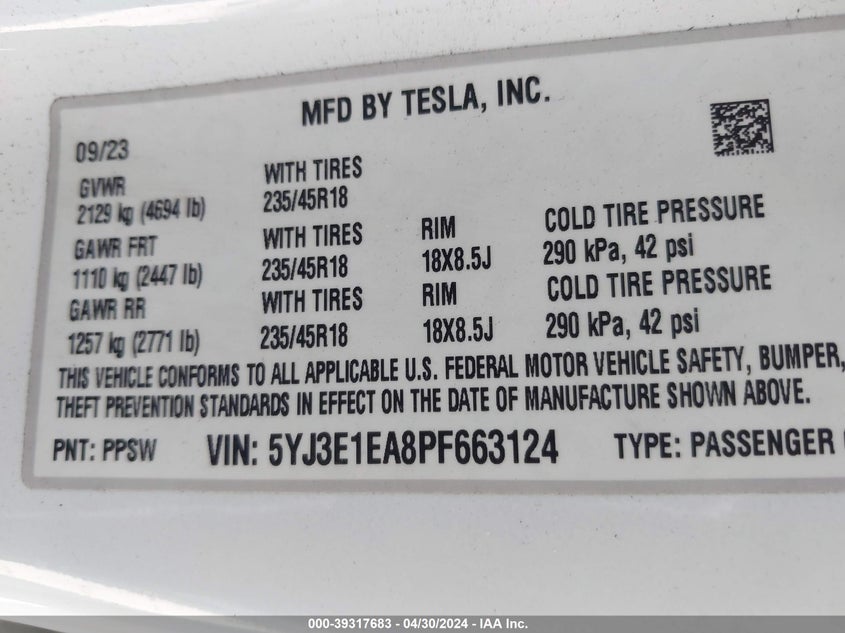 MFD BY TESLA, INC.
09/23
GVWR WITH TIRES
2129 kg (4694 lb) 235/45R18
GAWR FRT WITH TIRES RIM COLD TIRE PRESSURE
1110 kg (2447 lb) 235/45R18 18X8.5J 290 kPa, 42 psi
GAWR RR WITH TIRES RIM COLD TIRE PRESSURE
1257 kg (2771 lb) 235/45R18 18X8.5J 290 kPa, 42 psi
THIS VEHICLE CONFORMS TO ALL APPLICABLE U.S. FEDERAL MOTOR VEHICLE SAFETY, BUMPER,
THEFT PREVENTION STANDARDS IN EFFECT ON THE DATE OF MANUFACTURE SHOWN ABOVE.
PNT: PPSW VIN: 5YJ3E1EA8PF663124 TYPE: PASSENGER
000-39317683 - 04/30/2024 - IAA Inc.